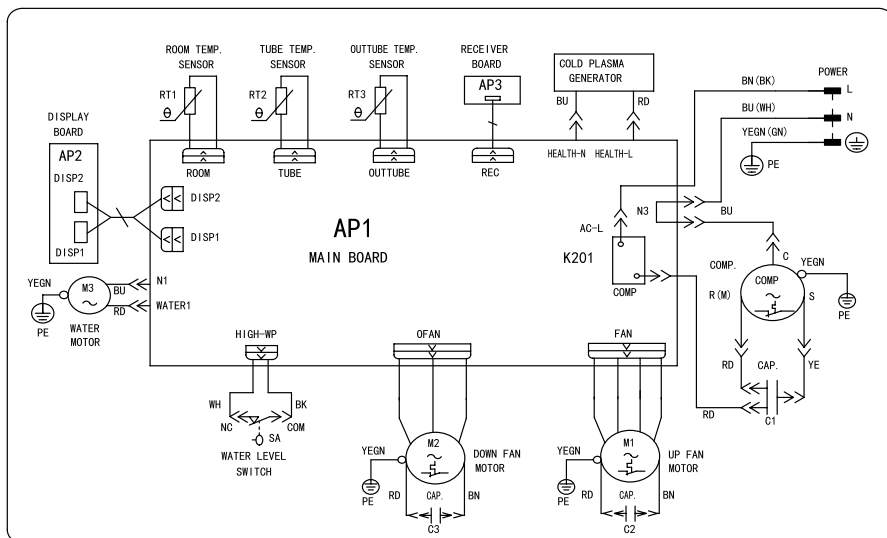 ROOM TEMP.
SENSOR
TUBE TEMP.
SENSOR
OUTTUBE TEMP.
SENSOR
RECEIVER
BOARD
AP3
COLD PLASMA
GENERATOR
BN(BK)
POWER
L
RT1
θ
RT2
θ
RT3
θ
BU
RD
BU(WH)
N
YEGN(GN)
PE
DISPLAY
BOARD
AP2
DISP2
DISP1
ROOM
TUBE
OUTTUBE
REC
HEALTH-N
HEALTH-L
DISP2
DISP1
AP1
MAIN BOARD
AC-L
K201
COMP
N3
BU
C
YEGN
COMP.
COMP
R(M)
S
PE
YEGN
M3
BU
N1
RD
WATER1
PE
WATER
MOTOR
HIGH-WP
OFAN
FAN
RD
CAP.
YE
RD
C1
WH
BK
NC
COM
SA
WATER LEVEL
SWITCH
YEGN
M2
DOWN FAN
MOTOR
PE
RD
CAP.
BN
C3
YEGN
M1
UP FAN
MOTOR
PE
RD
CAP.
BN
C2